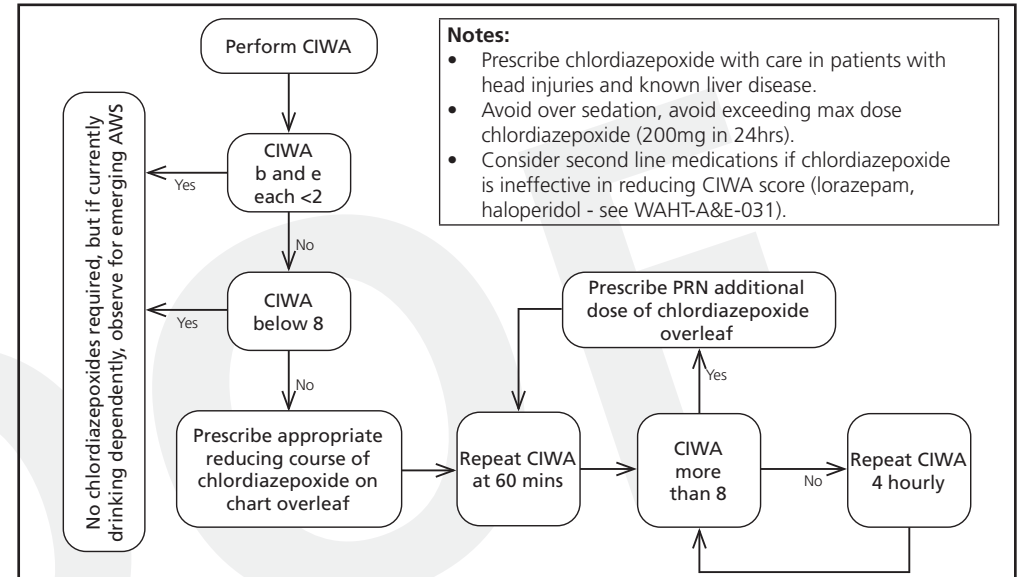 Perform CIWA
Notes:
• Prescribe chlordiazepoxide with care in patients with
head injuries and known liver disease.
• Avoid over sedation, avoid exceeding max dose
chlordiazepoxide (200mg in 24hrs).
• Consider second line medications if chlordiazepoxide
is ineffective in reducing CIWA score (lorazepam,
haloperidol - see WAHT-A&E-031).
No chlordiazepoxides required, but if currently
drinking dependently, observe for emerging AWS
CIWA
b and e
each <2
Yes
No
CIWA
below 8
Yes
No
Prescribe appropriate
reducing course of
chlordiazepoxide on
chart overleaf
Repeat CIWA
at 60 mins
Prescribe PRN additional
dose of chlordiazepoxide
overleaf
Yes
CIWA
more
than 8
No
Repeat CIWA
4 hourly